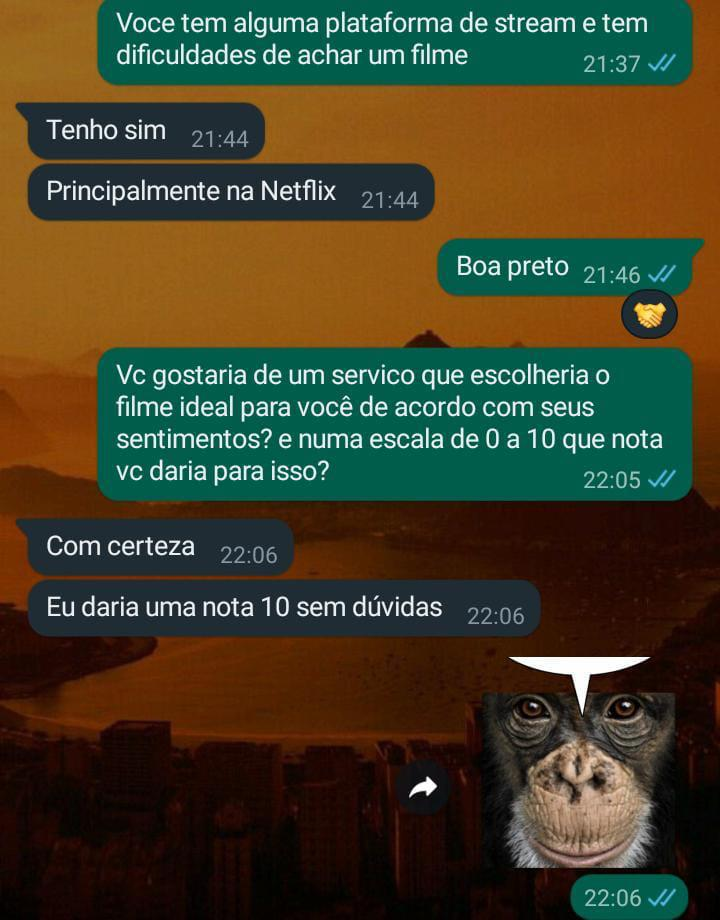 Voce tem alguma plataforma de stream e tem
dificuldades de achar um filme
21:37
Tenho sim
21:44
Principalmente na Netflix
21:44
Boa preto
21:46
Vc gostaria de um servico que escolheria o
filme ideal para você de acordo com seus
sentimentos? e numa escala de 0 a 10 que nota
vc daria para isso?
22:05
Com certeza
22:06
Eu daria uma nota 10 sem dúvidas
22:06
22:06